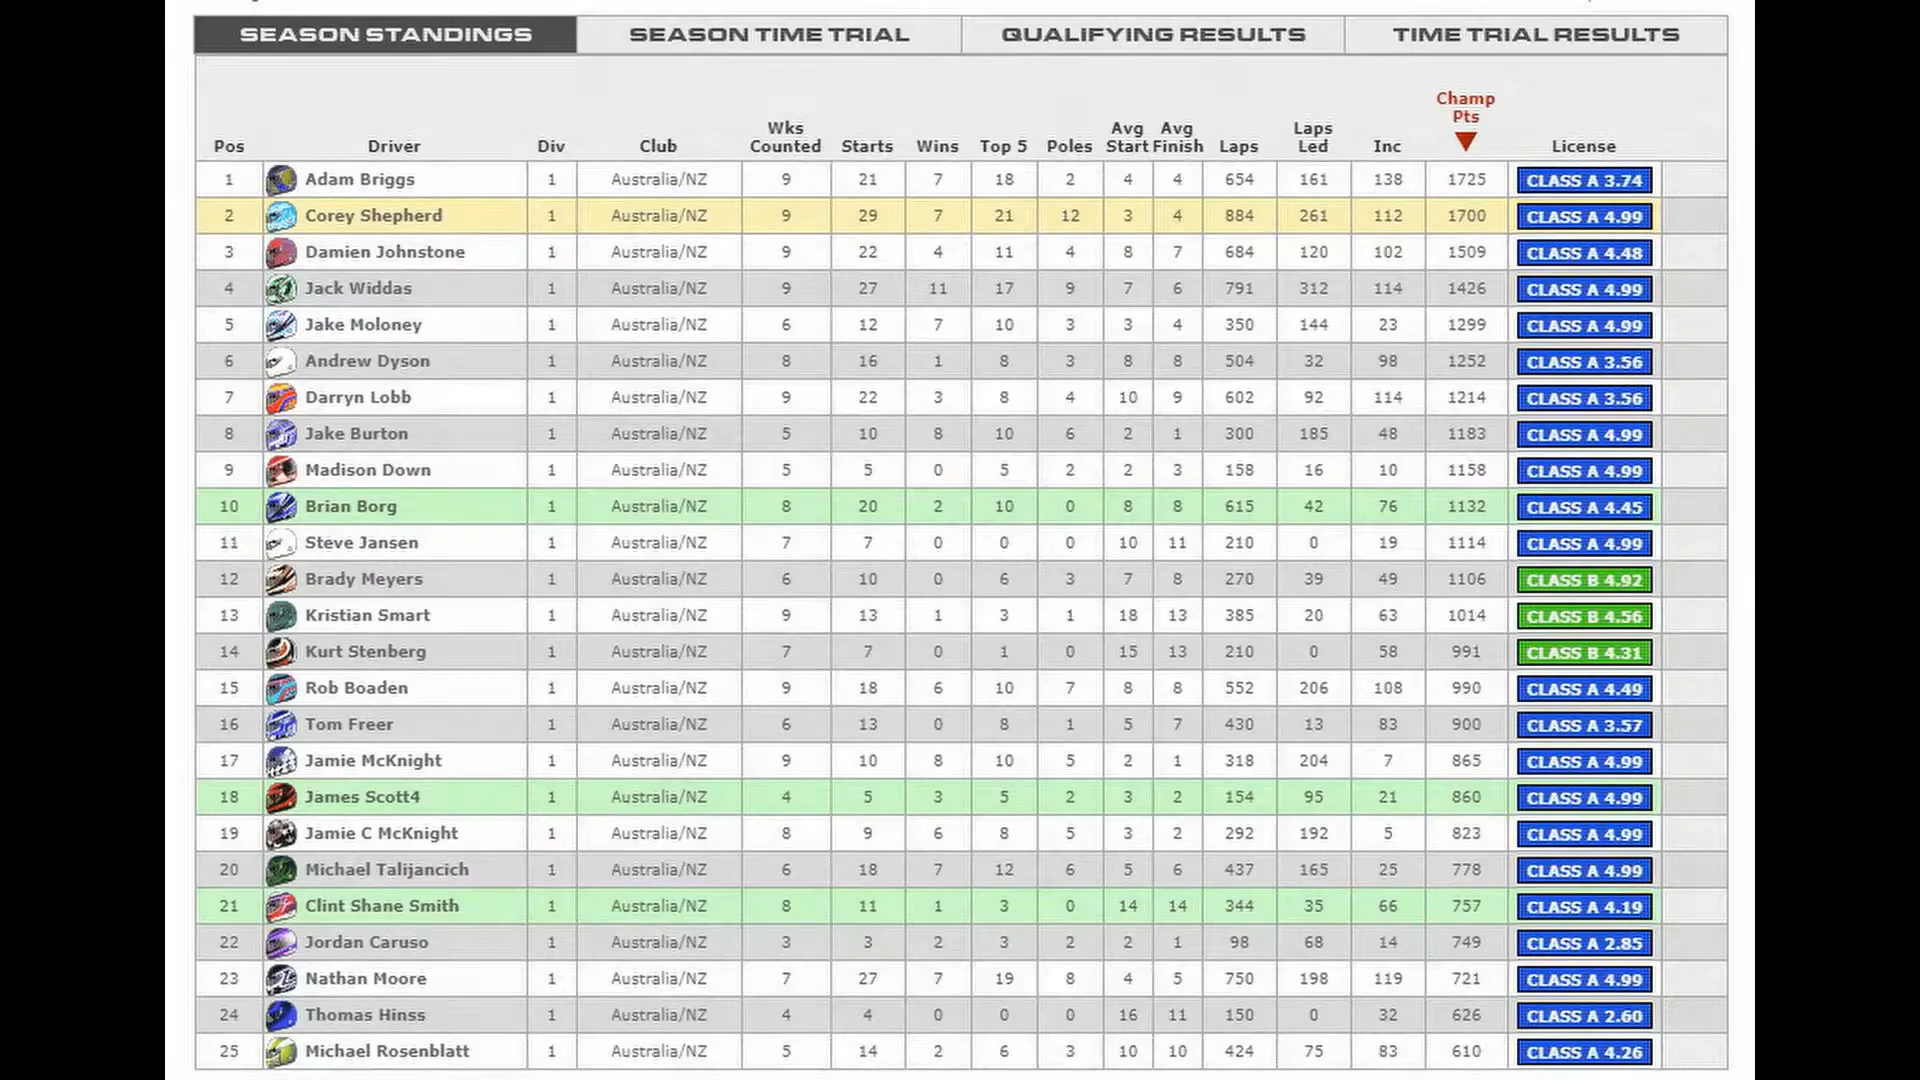 SEASON STANDINGS SEASON TIME TRIAL QUALIFYING RESULTS TIME TRIAL RESULTS
Pos Driver Div Club Wks Counted Starts Wins Top 5 Poles Avg Start Avg Finish Laps Laps Led Inc Champ Pts License
1 Adam Briggs 1 Australia/NZ 9 21 7 18 2 4 4 654 161 138 1725 CLASS A 3.74
2 Corey Shepherd 1 Australia/NZ 9 29 7 21 12 3 4 884 261 112 1700 CLASS A 4.99
3 Damien Johnstone 1 Australia/NZ 9 22 4 11 4 8 7 684 120 102 1509 CLASS A 4.48
4 Jack Widdas 1 Australia/NZ 9 27 11 17 9 7 6 791 312 114 1426 CLASS A 4.99
5 Jake Moloney 1 Australia/NZ 6 12 7 10 3 3 4 350 144 23 1299 CLASS A 4.99
6 Andrew Dyson 1 Australia/NZ 8 16 1 8 3 8 8 504 32 98 1252 CLASS A 3.56
7 Darryn Lobb 1 Australia/NZ 9 22 3 8 4 10 9 602 92 114 1214 CLASS A 3.56
8 Jake Burton 1 Australia/NZ 5 10 8 10 6 2 1 300 185 48 1183 CLASS A 4.99
9 Madison Down 1 Australia/NZ 5 5 0 5 2 2 3 158 16 10 1158 CLASS A 4.99
10 Brian Borg 1 Australia/NZ 8 20 2 10 0 8 8 615 42 76 1132 CLASS A 4.45
11 Steve Jansen 1 Australia/NZ 7 7 0 0 0 10 11 210 0 19 1114 CLASS A 4.99
12 Brady Meyers 1 Australia/NZ 6 10 0 6 3 7 8 270 39 49 1106 CLASS B 4.92
13 Kristian Smart 1 Australia/NZ 9 13 1 3 1 18 13 385 20 63 1014 CLASS B 4.56
14 Kurt Stenberg 1 Australia/NZ 7 7 0 1 0 15 13 210 0 58 991 CLASS B 4.31
15 Rob Boaden 1 Australia/NZ 9 18 6 10 7 8 8 552 206 108 990 CLASS A 4.49
16 Tom Freer 1 Australia/NZ 6 13 0 8 1 5 7 430 13 83 900 CLASS A 3.57
17 Jamie McKnight 1 Australia/NZ 9 10 8 10 5 2 1 318 204 7 865 CLASS A 4.99
18 James Scott4 1 Australia/NZ 4 5 3 5 2 3 2 154 95 21 860 CLASS A 4.99
19 Jamie C McKnight 1 Australia/NZ 8 9 6 8 5 3 2 292 192 5 823 CLASS A 4.99
20 Michael Talijancich 1 Australia/NZ 6 18 7 12 6 5 6 437 165 25 778 CLASS A 4.99
21 Clint Shane Smith 1 Australia/NZ 8 11 1 3 0 14 14 344 35 66 757 CLASS A 4.19
22 Jordan Caruso 1 Australia/NZ 3 3 2 3 2 2 1 98 68 14 749 CLASS A 2.85
23 Nathan Moore 1 Australia/NZ 7 27 7 19 8 4 5 750 198 119 721 CLASS A 4.99
24 Thomas Hinss 1 Australia/NZ 4 4 0 0 0 16 11 150 0 32 626 CLASS A 2.60
25 Michael Rosenblatt 1 Australia/NZ 5 14 2 6 3 10 10 424 75 83 610 CLASS A 4.26